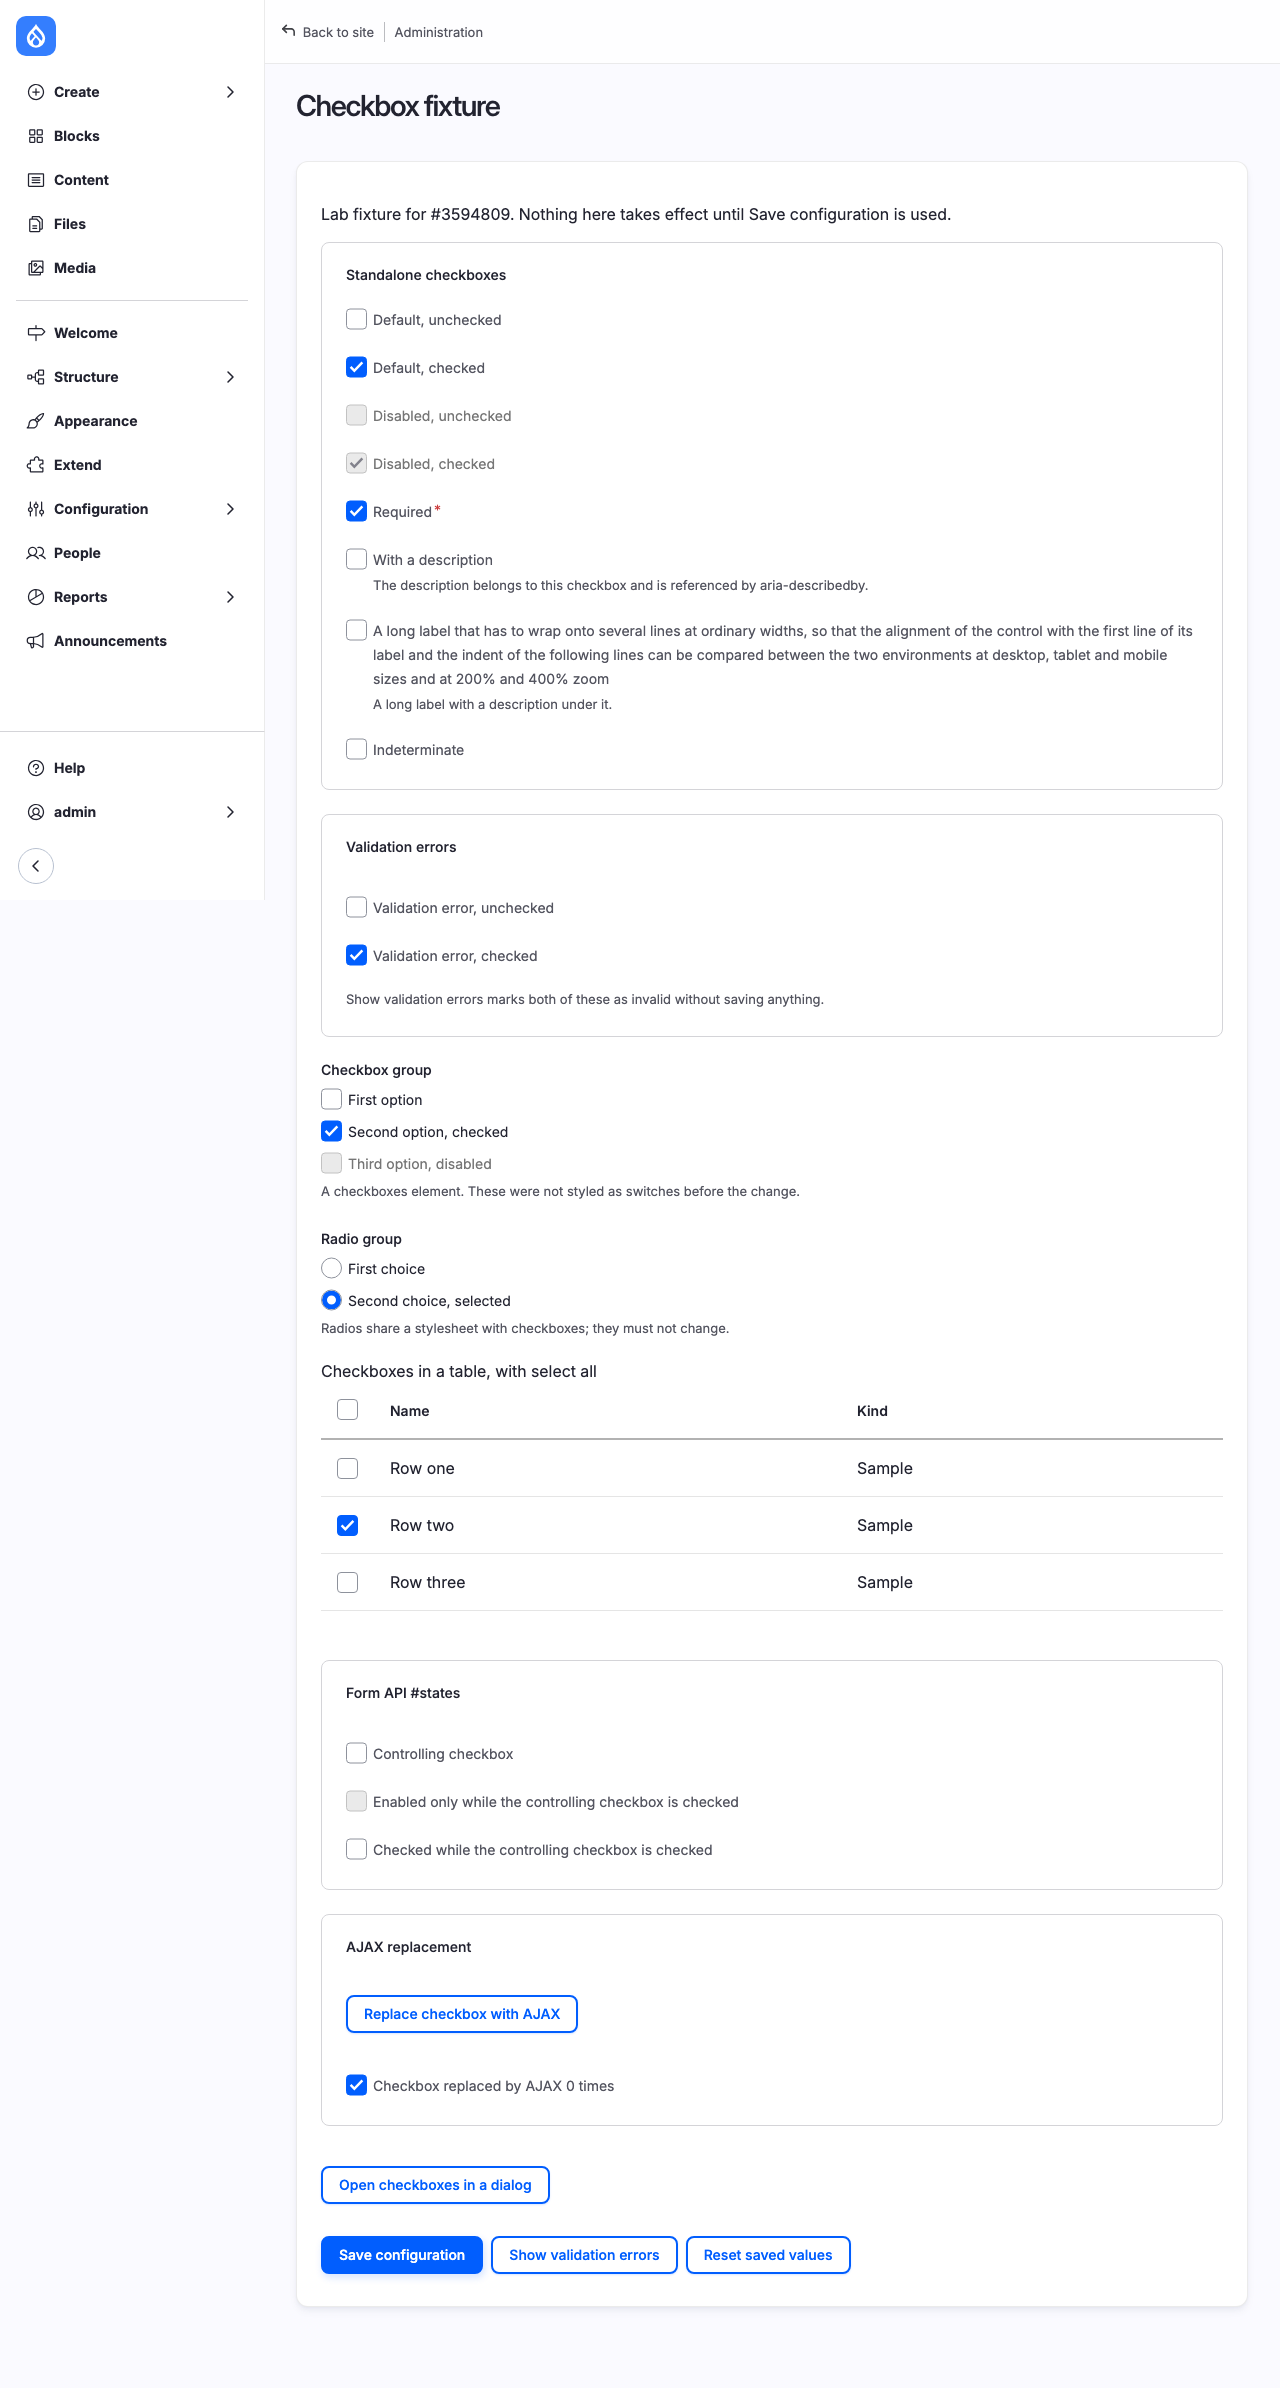 Back to site
Administration
Create
Blocks
Content
Files
Media
Welcome
Structure
Appearance
Extend
Configuration
People
Reports
Announcements
Help
admin
Checkbox fixture
Lab fixture for #3594809. Nothing here takes effect until Save configuration is used.
Standalone checkboxes
Default, unchecked
Default, checked
Disabled, unchecked
Disabled, checked
Required*
With a description
The description belongs to this checkbox and is referenced by aria-describedby.
A long label that has to wrap onto several lines at ordinary widths, so that the alignment of the control with the first line of its
label and the indent of the following lines can be compared between the two environments at desktop, tablet and mobile
sizes and at 200% and 400% zoom
A long label with a description under it.
Indeterminate
Validation errors
Validation error, unchecked
Validation error, checked
Show validation errors marks both of these as invalid without saving anything.
Checkbox group
First option
Second option, checked
Third option, disabled
A checkboxes element. These were not styled as switches before the change.
Radio group
First choice
Second choice, selected
Radios share a stylesheet with checkboxes; they must not change.
Checkboxes in a table, with select all
Name Kind
Row one Sample
Row two Sample
Row three Sample
Form API #states
Controlling checkbox
Enabled only while the controlling checkbox is checked
Checked while the controlling checkbox is checked
AJAX replacement
Replace checkbox with AJAX
Checkbox replaced by AJAX 0 times
Open checkboxes in a dialog
Save configuration
Show validation errors
Reset saved values